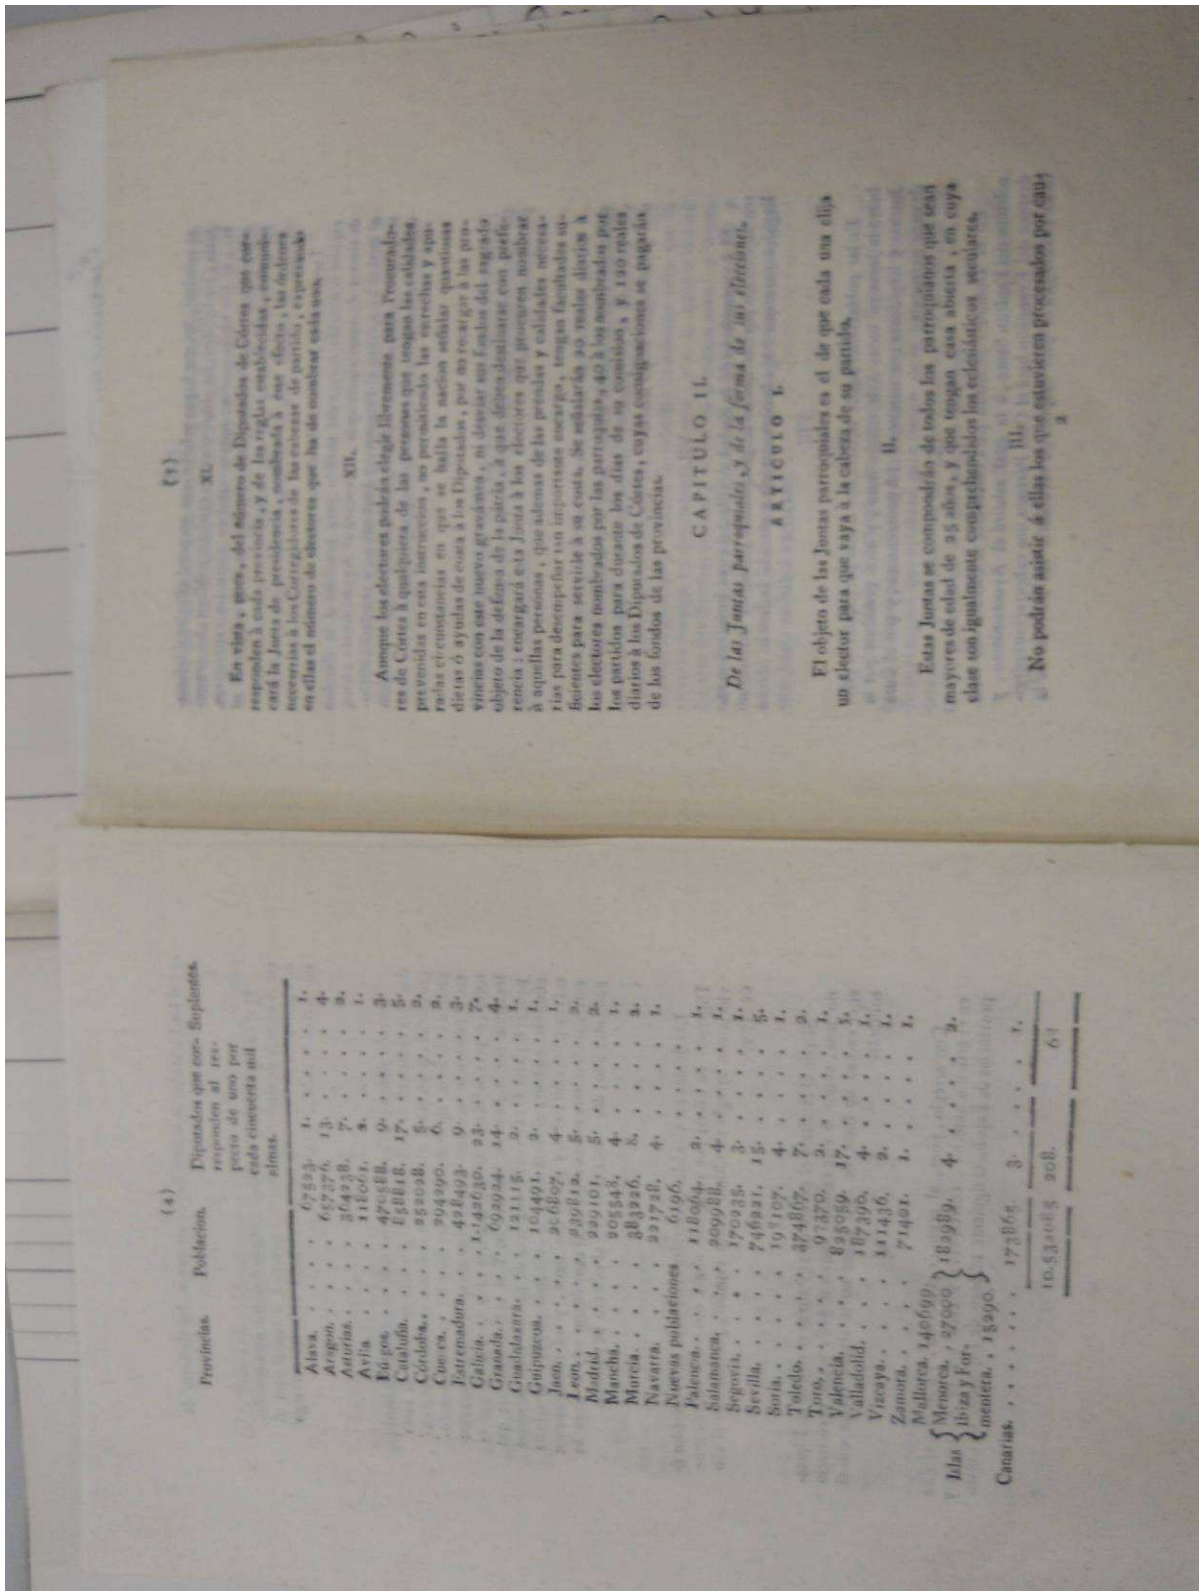 (4)
Provincias. Poblacion. Diputados que cor- Suplentes.
responden al res-
pecto de uno por
cada cincuenta mil
almas.
Alava. . . . . 67523. 1. . . . . 1.
Aragon. . . . 657376. 13. . . . . 4.
Asturias. . . . 364238. 7. . . . . 2.
Avila . . . . . 118061. 2. . . . . 1.
Búrgos. . . . . 470588. 9. . . . . 3.
Cataluña. . . . 858818. 17. . . . . 5.
Córdoba. . . . 252028. 5. . . . . 2.
Cuenca. . . . . 294290. 6. . . . . 2.
Estremadura. . . 428493. 9. . . . . 3.
Galicia. . . . . 1.142630. 23. . . . . 7.
Granada. . . . 692924. 14. . . . . 4.
Guadalaxara. . . 121115. 2. . . . . 1.
Guipuzcoa. . . . 104491. 2. . . . . 1.
Jaen. . . . . . 206807. 4. . . . . 1.
Leon. . . . . . 239812. 5. . . . . 2.
Madrid. . . . . 229101. 5. . . . . 2.
Mancha. . . . . 205548. 4. . . . . 1.
Murcia. . . . . 383226. 8. . . . . 2.
Navarra. . . . 221728. 4. . . . . 1.
Nuevas poblaciones 6196. . . . .
Palencia. . . . 118064. 2. . . . . 1.
Salamanca. . . . 209988. 4. . . . . 1.
Segovia. . . . . 170235. 3. . . . . 1.
Sevilla. . . . . 746221. 15. . . . . 5.
Soria. . . . . . 198107. 4. . . . . 1.
Toledo. . . . . 374867. 7. . . . . 2.
Toro. . . . . . 97370. 2. . . . . 1.
Valencia. . . . 825059. 17. . . . . 5.
Valladolid. . . . 187390. 4. . . . . 1.
Vizcaya. . . . . 111436. 2. . . . . 1.
Zamora. . . . . 71401. 1. . . . . 1.
Mallorca. 140699.
Islas Menorca. . 27000 182989. 4. . . . . 2.
Ibiza y For-
mentera. . 15290.
Canarias. . . . . . . 173865 3. . . . . 1.
10.534985 208.
(5)
XI.
En vista, pues, del número de Diputados de Córtes que cor-
responden à cada provincia, y de las reglas establecidas, comuni-
cará la Junta de presidencia, nombrada à este efecto, las órdenes
necesarias à los Corregidores de las cabezas de partido, expresando
en ellas el número de electores que ha de nombrar cada una.
XII.
Aunque los electores podrán elegir libremente para Procurado-
res de Córtes à qualquiera de las personas que tengan las calidades
prevenidas en esta instruccion, no permitiendo las estrechas y apu-
radas circunstancias en que se halla la nacion señalar quantiosas
dietas ó ayudas de costa à los Diputados, por no recargar à las pro-
vincias con este nuevo gravámen, ni desviar sus fondos del sagrado
objeto de la defensa de la pátria, à que deben destinarse con prefe-
rencia; encargará esta Junta à los electores que procuren nombrar
à aquellas personas, que ademas de las prendas y calidades necesa-
rias para desempeñar un importante encargo, tengan facultades su-
ficientes para servirle à su costa. Se señalarán 20 reales diarios à
los electores nombrados por las parroquias, 40 à los nombrados por
los partidos para durante los dias de su comision, y 120 reales
diarios à los Diputados de Córtes, cuyas consignaciones se pagarán
de los fondos de las provincias.
CAPITULO II.
De las Juntas parroquiales, y de la forma de sus elecciones.
ARTICULO I.
El objeto de las Juntas parroquiales es el de que cada una elija
un elector para que vaya à la cabeza de su partido.
II.
Estas Juntas se compondrán de todos los parroquianos que sean
mayores de edad de 25 años, y que tengan casa abierta, en cuya
clase son igualmente comprehendidos los eclesiásticos seculares.
III.
No podrán asistir á ellas los que estuvieren procesados por cau-
2